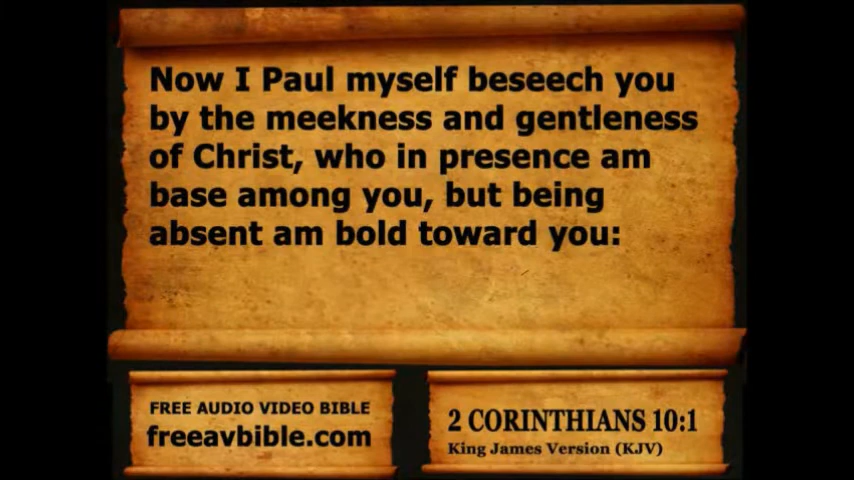 Now I Paul myself beseech you
by the meekness and gentleness
of Christ, who in presence am
base among you, but being
absent am bold toward you:
FREE AUDIO VIDEO BIBLE
freeavbible.com
2 CORINTHIANS 10:1
King James Version (KJV)